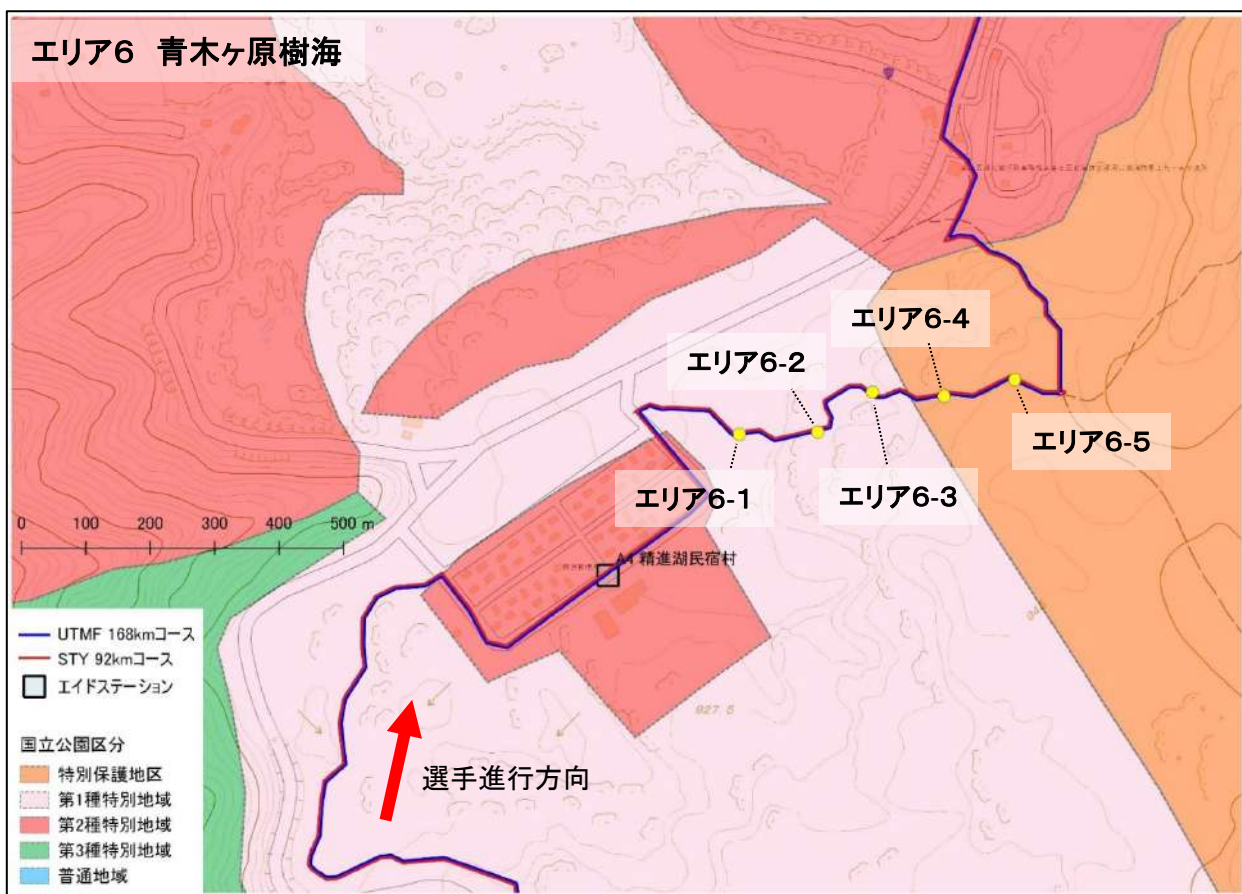 エリア6 青木ヶ原樹海
エリア6-4
エリア6-2
エリア6-5
エリア6-1
エリア6-3
0 100 200 300 400 500 m
A4 精進湖民宿村
UTMF 168kmコース
STY 92kmコース
エイドステーション
927.5
国立公園区分
選手進行方向
特別保護地区
第1種特別地域
第2種特別地域
第3種特別地域
普通地域